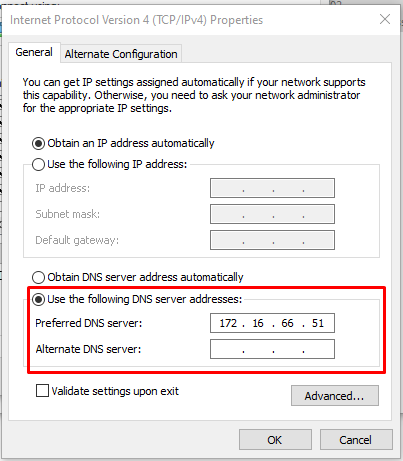 Internet Protocol Version 4 (TCP/IPv4) Properties
General
Alternate Configuration
You can get IP settings assigned automatically if your network supports
this capability. Otherwise, you need to ask your network administrator
for the appropriate IP settings.
Obtain an IP address automatically
Use the following IP address:
IP address:
. . .
Subnet mask:
. . .
Default gateway:
. . .
Obtain DNS server address automatically
Use the following DNS server addresses:
Preferred DNS server:
172 . 16 . 66 . 51
Alternate DNS server:
. . .
Validate settings upon exit
Advanced...
OK
Cancel